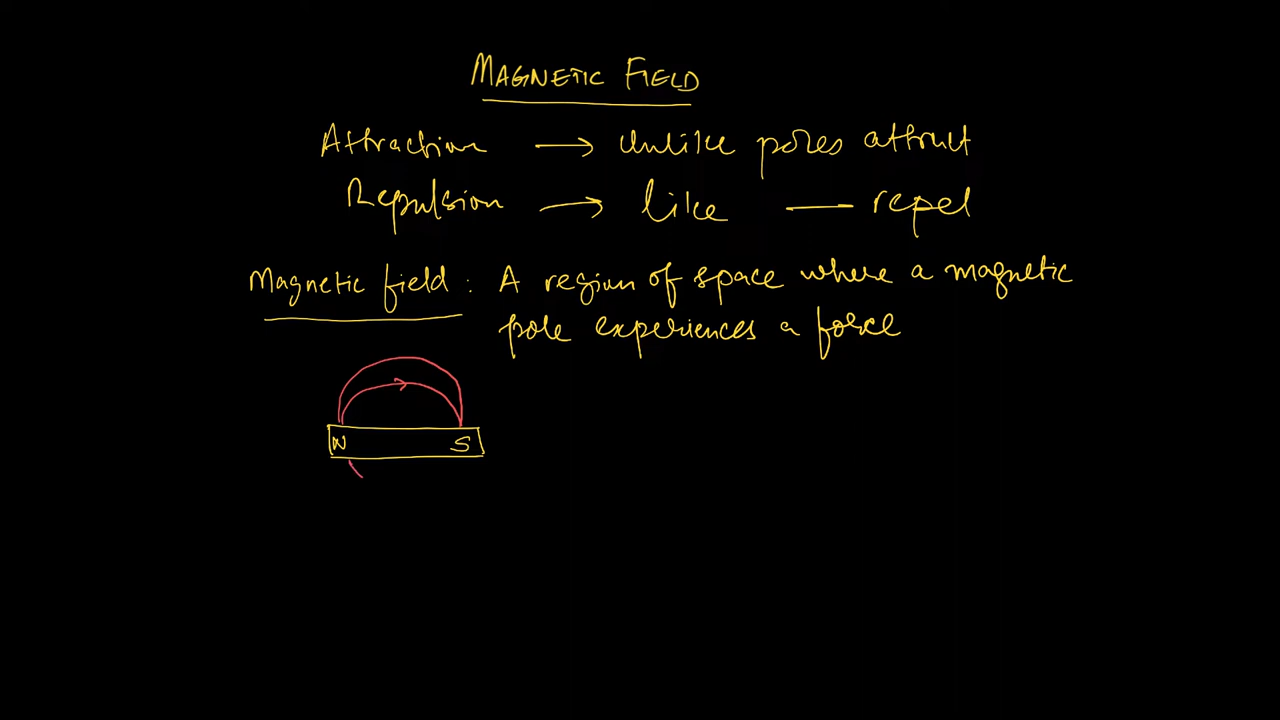 MAGNETIC FIELD
Attraction → Unlike poles attract
Repulsion → like — repel
Magnetic field : A region of space where a magnetic
pole experiences a force
N S